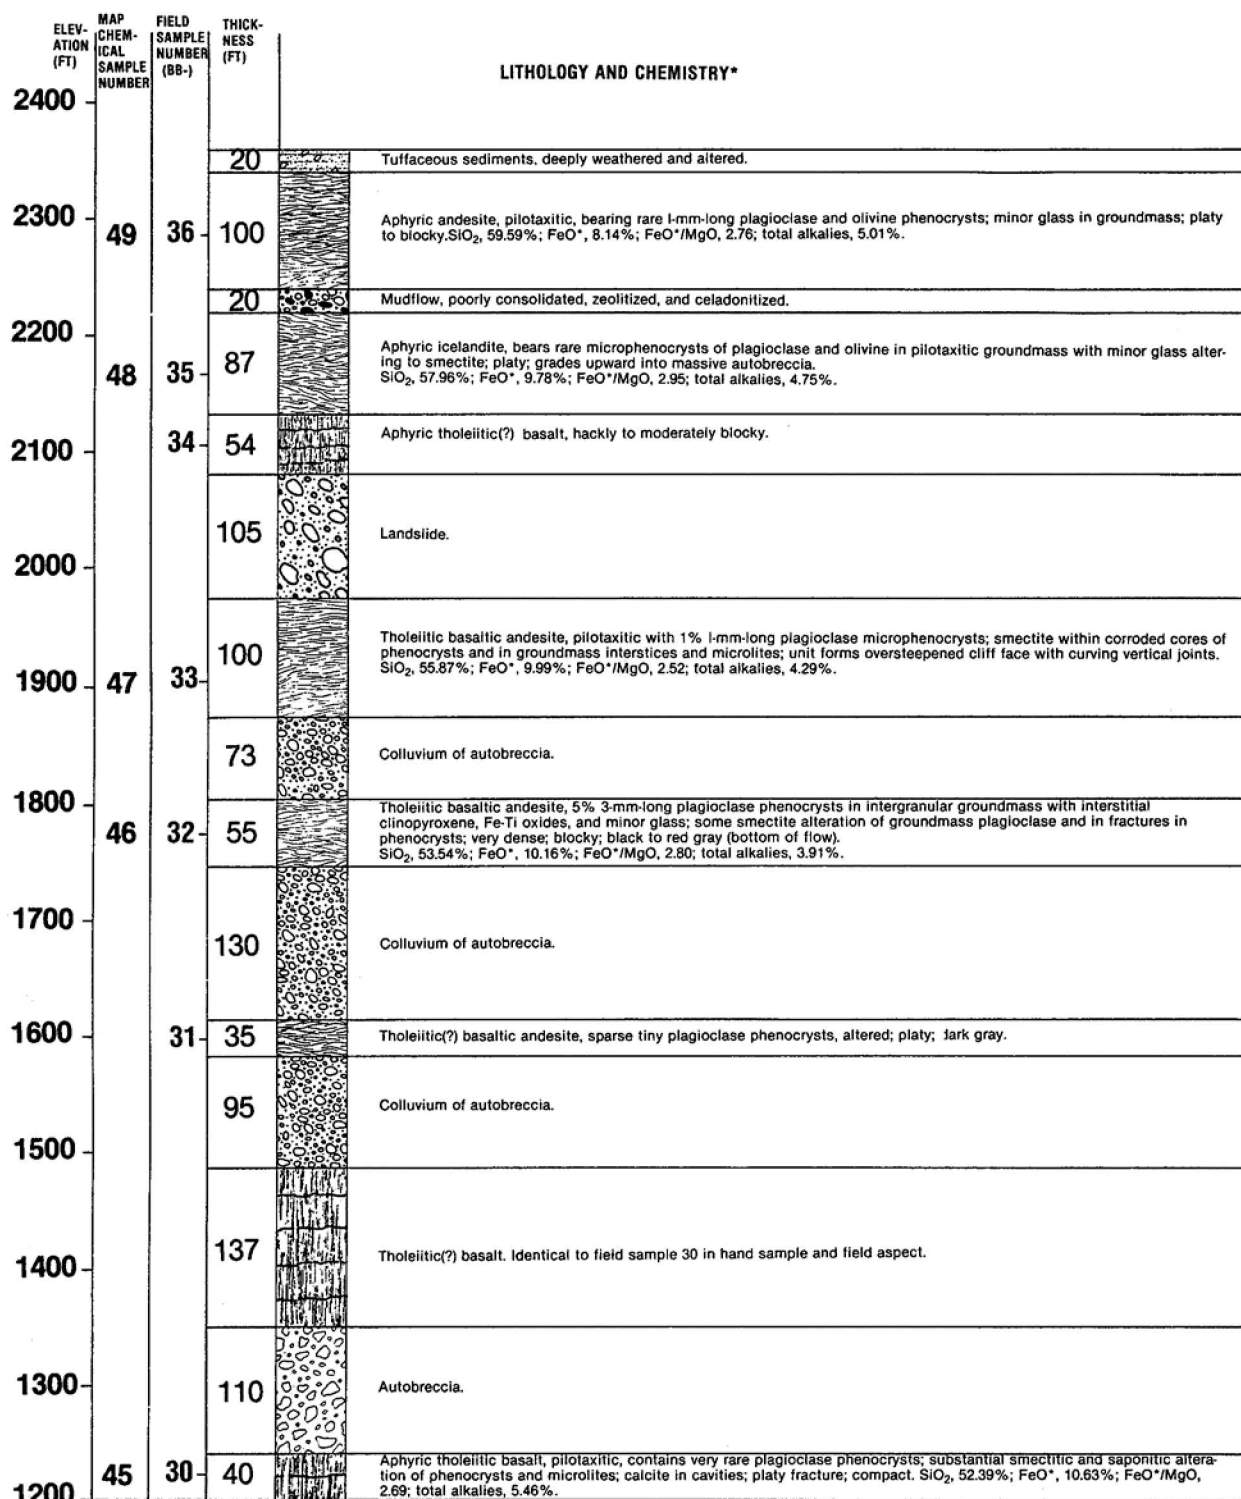 ELEV-
ATION
(FT)
MAP
CHEM-
ICAL
SAMPLE
NUMBER
FIELD
SAMPLE
NUMBER
(BB-)
THICK-
NESS
(FT)
LITHOLOGY AND CHEMISTRY*
2400
20 Tuffaceous sediments, deeply weathered and altered.
2300
49 36 100 Aphyric andesite, pilotaxitic, bearing rare l-mm-long plagioclase and olivine phenocrysts; minor glass in groundmass; platy
to blocky.SiO₂, 59.59%; FeO*, 8.14%; FeO*/MgO, 2.76; total alkalies, 5.01%.
20 Mudflow, poorly consolidated, zeolitized, and celadonitized.
2200
48 35 87 Aphyric icelandite, bears rare microphenocrysts of plagioclase and olivine in pilotaxitic groundmass with minor glass alter-
ing to smectite; platy; grades upward into massive autobreccia.
SiO₂, 57.96%; FeO*, 9.78%; FeO*/MgO, 2.95; total alkalies, 4.75%.
34 54 Aphyric tholeiitic(?) basalt, hackly to moderately blocky.
2100
105 Landslide.
2000
100 Tholeiitic basaltic andesite, pilotaxitic with 1% l-mm-long plagioclase microphenocrysts; smectite within corroded cores of
phenocrysts and in groundmass interstices and microlites; unit forms oversteepened cliff face with curving vertical joints.
SiO₂, 55.87%; FeO*, 9.99%; FeO*/MgO, 2.52; total alkalies, 4.29%.
1900 47 33
73 Colluvium of autobreccia.
1800
46 32 55 Tholeiitic basaltic andesite, 5% 3-mm-long plagioclase phenocrysts in intergranular groundmass with interstitial
clinopyroxene, Fe-Ti oxides, and minor glass; some smectite alteration of groundmass plagioclase and in fractures in
phenocrysts; very dense; blocky; black to red gray (bottom of flow).
SiO₂, 53.54%; FeO*, 10.16%; FeO*/MgO, 2.80; total alkalies, 3.91%.
1700
130 Colluvium of autobreccia.
1600 31 35 Tholeiitic(?) basaltic andesite, sparse tiny plagioclase phenocrysts, altered; platy; dark gray.
95 Colluvium of autobreccia.
1500
137 Tholeiitic(?) basalt. Identical to field sample 30 in hand sample and field aspect.
1400
1300 110 Autobreccia.
45 30 40 Aphyric tholeiitic basalt, pilotaxitic, contains very rare plagioclase phenocrysts; substantial smectitic and saponitic altera-
tion of phenocrysts and microlites; calcite in cavities; platy fracture; compact. SiO₂, 52.39%; FeO*, 10.63%; FeO*/MgO,
2.69; total alkalies, 5.46%.
1200